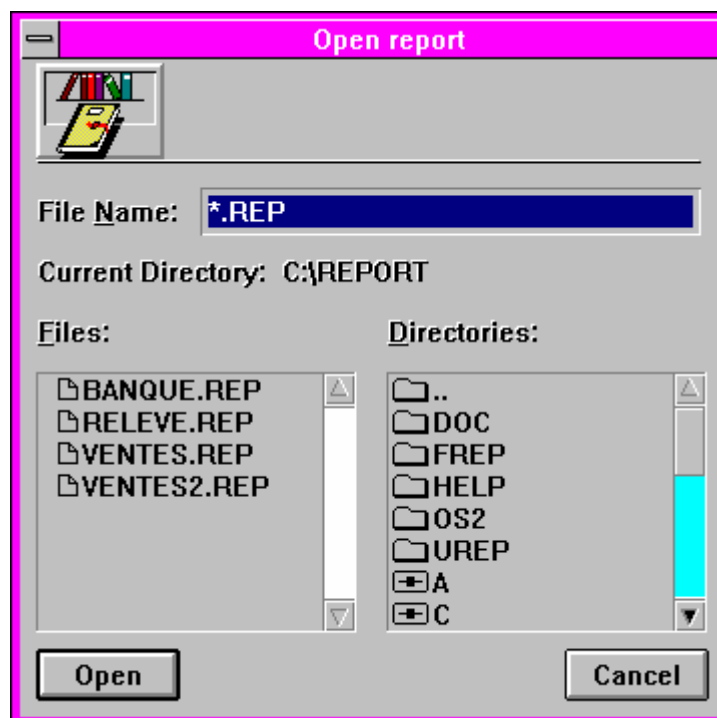 Open report
File Name: *.REP
Current Directory: C:\REPORT
Files:
BANQUE.REP
RELEVE.REP
VENTES.REP
VENTES2.REP
Directories:
..
DOC
FREP
HELP
OS2
UREP
A
C
Open
Cancel